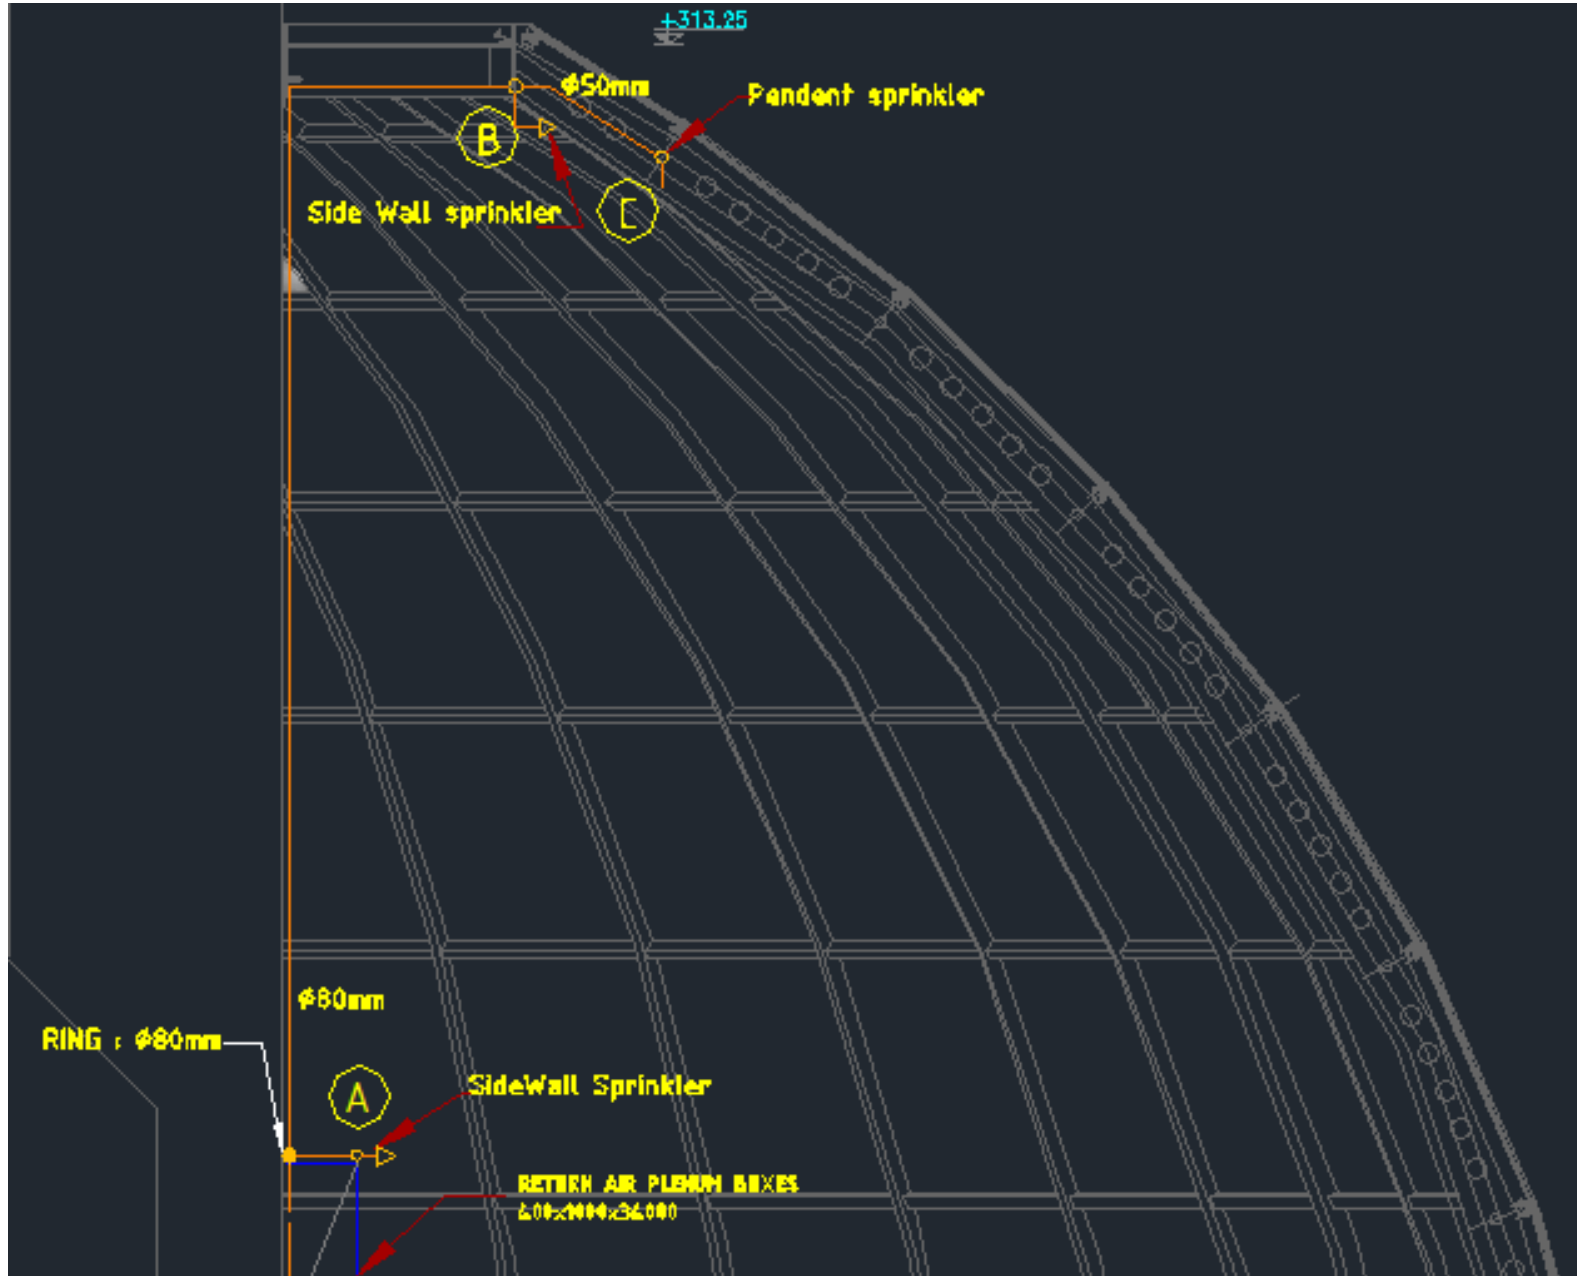 +313.25
ϕ50mm
Pendent sprinkler
B
Side Wall sprinkler
C
ϕ80mm
RING : ϕ80mm
A
SideWall Sprinkler
RETURN AIR PLENUM BOXES